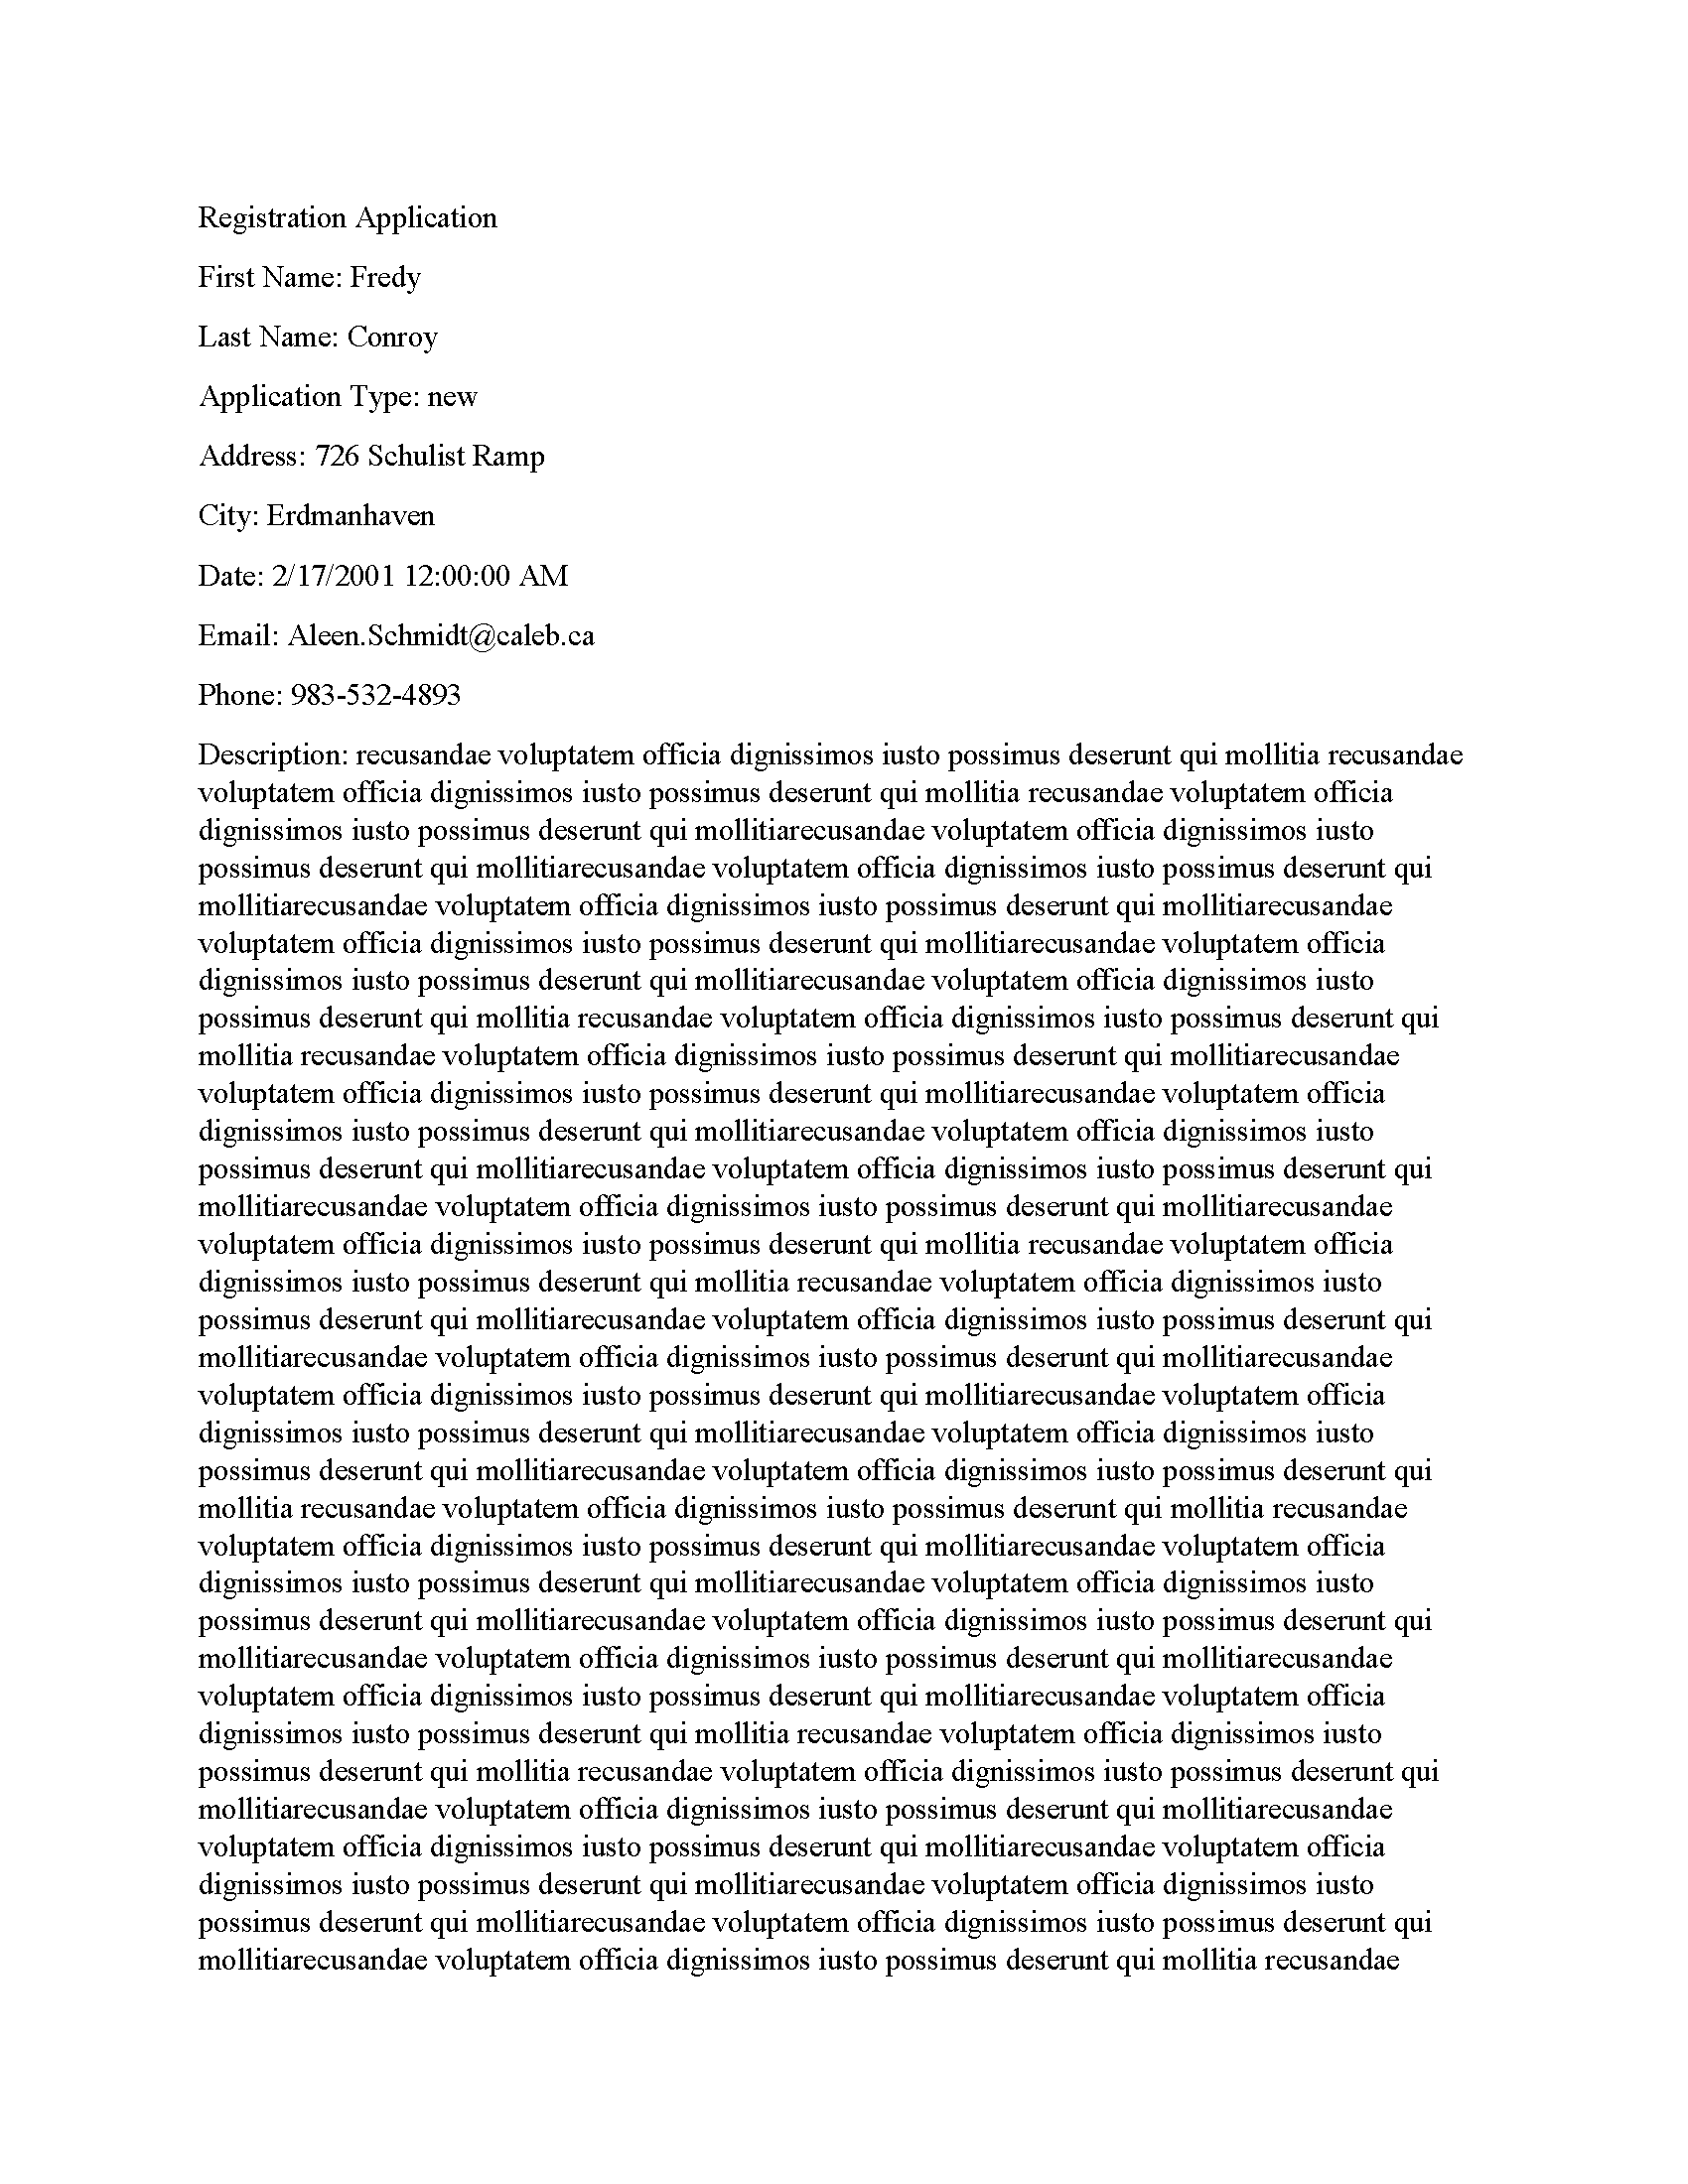 Registration Application
First Name: Fredy
Last Name: Conroy
Application Type: new
Address: 726 Schulist Ramp
City: Erdmanhaven
Date: 2/17/2001 12:00:00 AM
Email: Aleen.Schmidt@caleb.ca
Phone: 983-532-4893
Description: recusandae voluptatem officia dignissimos iusto possimus deserunt qui mollitia recusandae
voluptatem officia dignissimos iusto possimus deserunt qui mollitia recusandae voluptatem officia
dignissimos iusto possimus deserunt qui mollitiarecusandae voluptatem officia dignissimos iusto
possimus deserunt qui mollitiarecusandae voluptatem officia dignissimos iusto possimus deserunt qui
mollitiarecusandae voluptatem officia dignissimos iusto possimus deserunt qui mollitiarecusandae
voluptatem officia dignissimos iusto possimus deserunt qui mollitiarecusandae voluptatem officia
dignissimos iusto possimus deserunt qui mollitiarecusandae voluptatem officia dignissimos iusto
possimus deserunt qui mollitia recusandae voluptatem officia dignissimos iusto possimus deserunt qui
mollitia recusandae voluptatem officia dignissimos iusto possimus deserunt qui mollitiarecusandae
voluptatem officia dignissimos iusto possimus deserunt qui mollitiarecusandae voluptatem officia
dignissimos iusto possimus deserunt qui mollitiarecusandae voluptatem officia dignissimos iusto
possimus deserunt qui mollitiarecusandae voluptatem officia dignissimos iusto possimus deserunt qui
mollitiarecusandae voluptatem officia dignissimos iusto possimus deserunt qui mollitiarecusandae
voluptatem officia dignissimos iusto possimus deserunt qui mollitia recusandae voluptatem officia
dignissimos iusto possimus deserunt qui mollitia recusandae voluptatem officia dignissimos iusto
possimus deserunt qui mollitiarecusandae voluptatem officia dignissimos iusto possimus deserunt qui
mollitiarecusandae voluptatem officia dignissimos iusto possimus deserunt qui mollitiarecusandae
voluptatem officia dignissimos iusto possimus deserunt qui mollitiarecusandae voluptatem officia
dignissimos iusto possimus deserunt qui mollitiarecusandae voluptatem officia dignissimos iusto
possimus deserunt qui mollitiarecusandae voluptatem officia dignissimos iusto possimus deserunt qui
mollitia recusandae voluptatem officia dignissimos iusto possimus deserunt qui mollitia recusandae
voluptatem officia dignissimos iusto possimus deserunt qui mollitiarecusandae voluptatem officia
dignissimos iusto possimus deserunt qui mollitiarecusandae voluptatem officia dignissimos iusto
possimus deserunt qui mollitiarecusandae voluptatem officia dignissimos iusto possimus deserunt qui
mollitiarecusandae voluptatem officia dignissimos iusto possimus deserunt qui mollitiarecusandae
voluptatem officia dignissimos iusto possimus deserunt qui mollitiarecusandae voluptatem officia
dignissimos iusto possimus deserunt qui mollitia recusandae voluptatem officia dignissimos iusto
possimus deserunt qui mollitia recusandae voluptatem officia dignissimos iusto possimus deserunt qui
mollitiarecusandae voluptatem officia dignissimos iusto possimus deserunt qui mollitiarecusandae
voluptatem officia dignissimos iusto possimus deserunt qui mollitiarecusandae voluptatem officia
dignissimos iusto possimus deserunt qui mollitiarecusandae voluptatem officia dignissimos iusto
possimus deserunt qui mollitiarecusandae voluptatem officia dignissimos iusto possimus deserunt qui
mollitiarecusandae voluptatem officia dignissimos iusto possimus deserunt qui mollitia recusandae